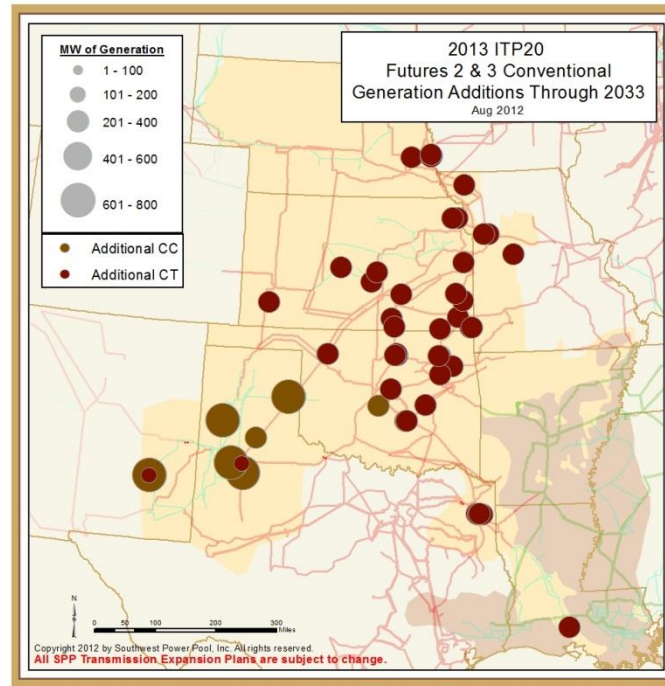 MW of Generation
1 - 100
101 - 200
201 - 400
401 - 600
601 - 800
Additional CC
Additional CT
2013 ITP20
Futures 2 & 3 Conventional
Generation Additions Through 2033
Aug 2012
N
0 50 100 200 300
Miles
Copyright 2012 by Southwest Power Pool, Inc. All rights reserved.
All SPP Transmission Expansion Plans are subject to change.